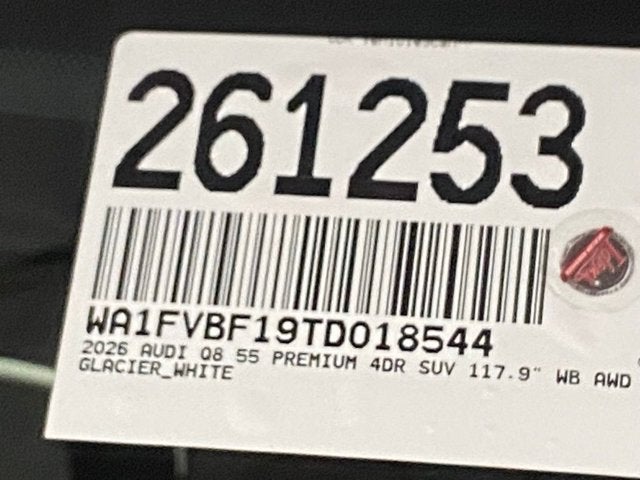 261253
WA1FVBF19TD018544
2026 AUDI Q8 55 PREMIUM 4DR SUV 117.9" WB AWD
GLACIER_WHITE